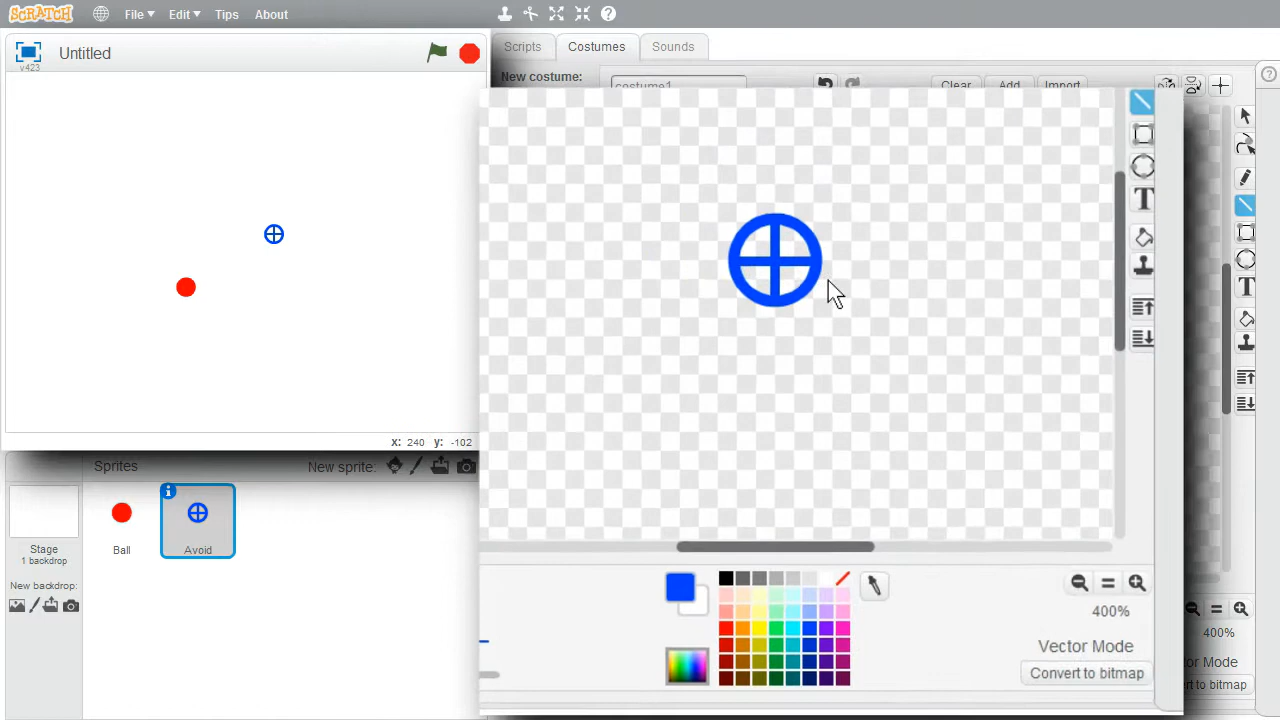 SCRATCH File Edit Tips About
v423
Untitled
Scripts Costumes Sounds
New costume: costume1 Clear Add Import
T
T
x: 240 y: -102
Sprites New sprite:
Stage
1 backdrop
New backdrop:
Ball
Avoid
400%
Vector Mode
Convert to bitmap
400%